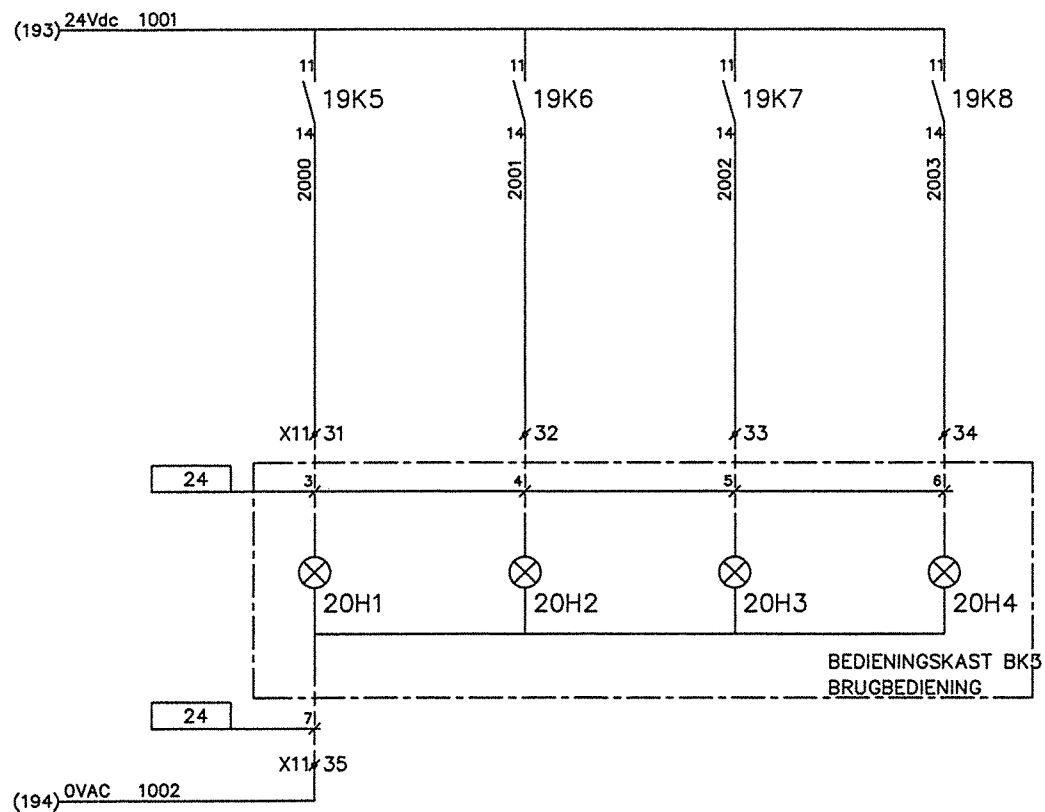 (193) 24Vdc 1001
11 11 11 11
19K5 19K6 19K7 19K8
14 14 14 14
2000 2001 2002 2003
X11 31 32 33 34
24 3 4 5 6
20H1 20H2 20H3 20H4
BEDIENINGSKAST BK3
BRUGBEDIENING
24 7
X11 35
(194) 0VAC 1002